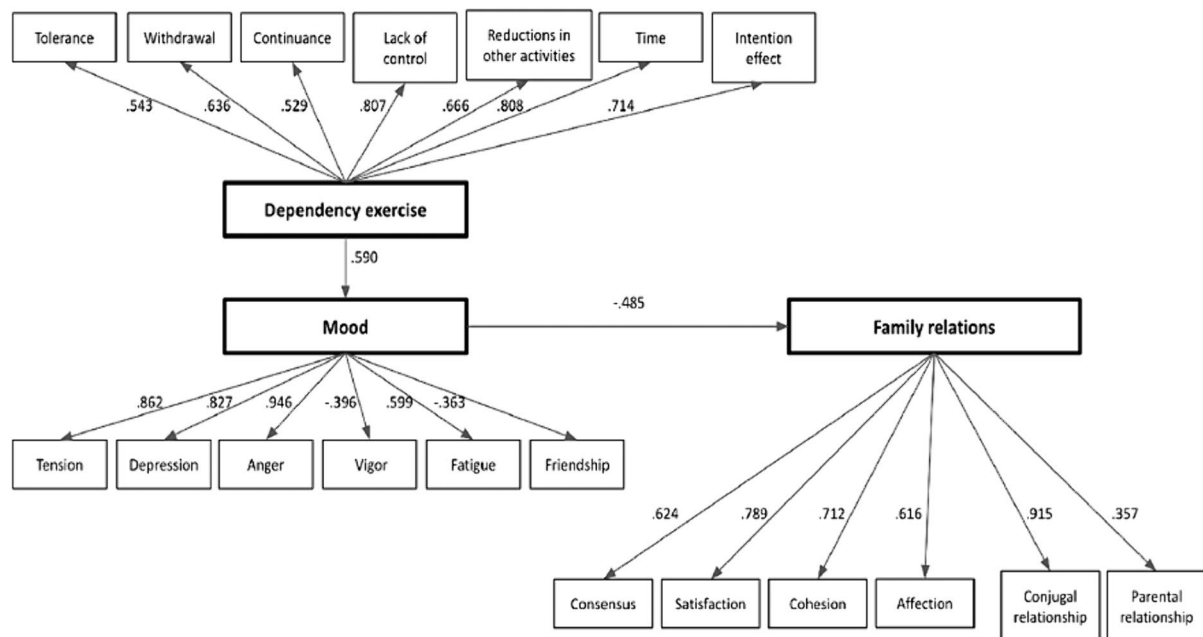 Tolerance
Withdrawal
Continuance
Lack of
control
Reductions in
other activities
Time
Intention
effect
.543
.636
.529
.807
.666
.808
.714
Dependency exercise
.590
Mood
-.485
Family relations
.862
.827
.946
-.396
.599
-.363
Tension
Depression
Anger
Vigor
Fatigue
Friendship
.624
.789
.712
.616
.915
.357
Consensus
Satisfaction
Cohesion
Affection
Conjugal
relationship
Parental
relationship